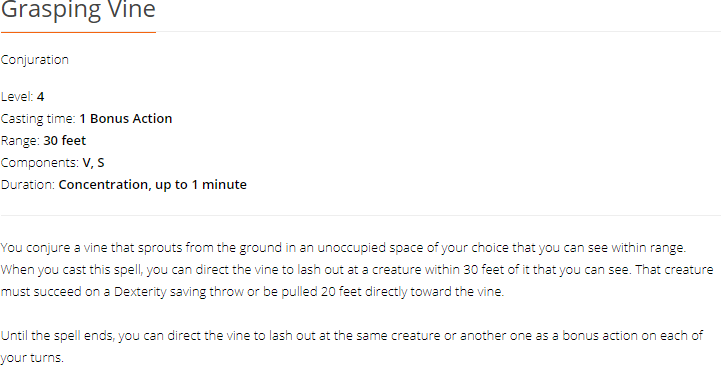 Grasping Vine
Conjuration
Level: 4
Casting time: 1 Bonus Action
Range: 30 feet
Components: V, S
Duration: Concentration, up to 1 minute
You conjure a vine that sprouts from the ground in an unoccupied space of your choice that you can see within range.
When you cast this spell, you can direct the vine to lash out at a creature within 30 feet of it that you can see. That creature
must succeed on a Dexterity saving throw or be pulled 20 feet directly toward the vine.
Until the spell ends, you can direct the vine to lash out at the same creature or another one as a bonus action on each of
your turns.